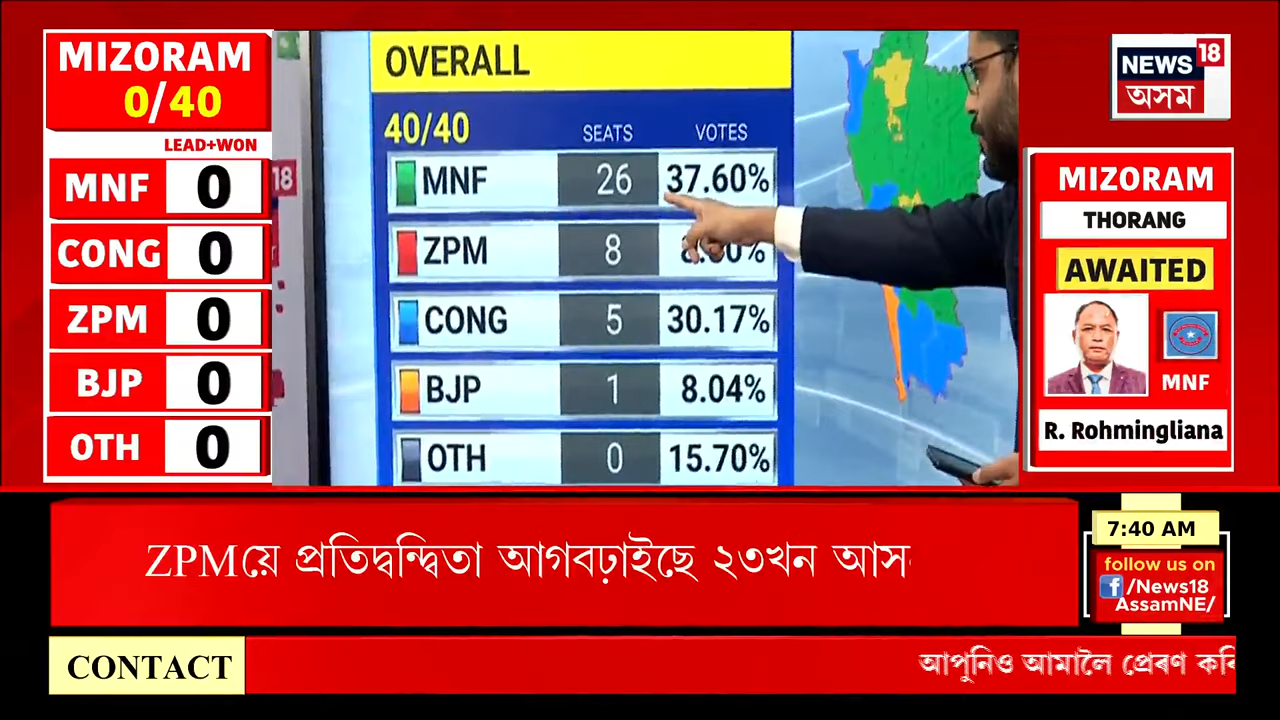 MIZORAM
0/40
LEAD+WON
MNF 0
CONG 0
ZPM 0
BJP 0
OTH 0
18
OVERALL
40/40 SEATS VOTES
MNF 26 37.60%
ZPM 8
CONG 5 30.17%
BJP 1 8.04%
OTH 0 15.70%
NEWS 18
অসম
MIZORAM
THORANG
AWAITED
MNF
R. Rohmingliana
ZPMয়ে প্ৰতিদ্বন্দ্বিতা আগবঢ়াইছে ২৩খন
7:40 AM
follow us on
f/News18
AssamNE/
CONTACT
আপুনিও আমালৈ প্ৰেৰণ